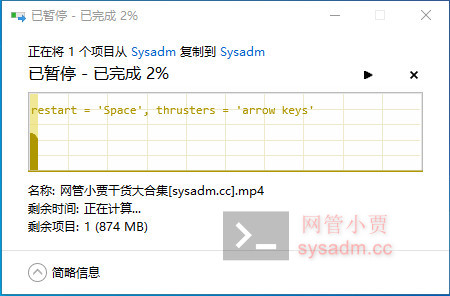 已暂停 - 已完成 2%
正在将 1 个项目从 Sysadm 复制到 Sysadm
已暂停 - 已完成 2%
restart = 'Space', thrusters = 'arrow keys'
名称: 网管小贾干货大合集[sysadm.cc].mp4
剩余时间: 正在计算...
剩余项目: 1 (874 MB)
网管小贾
sysadm.cc
简略信息